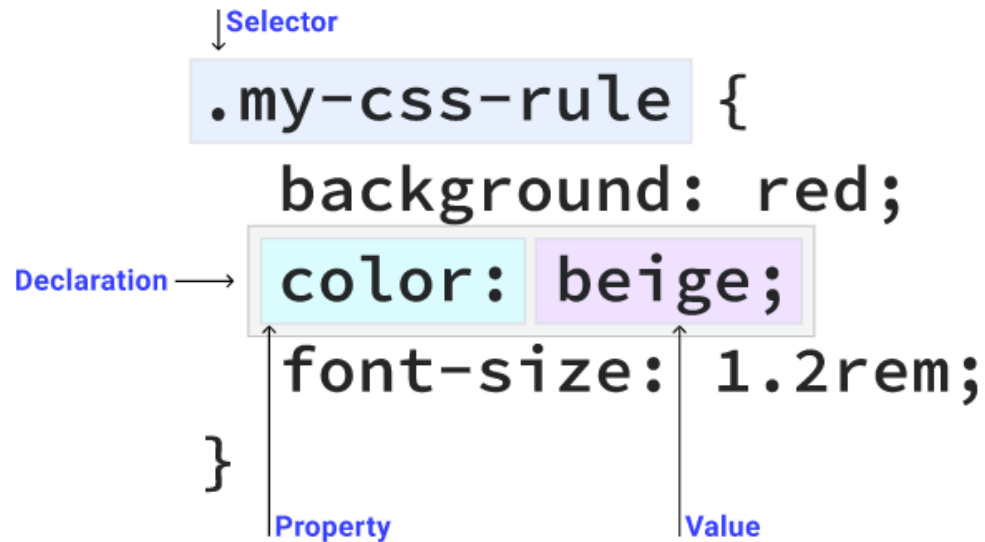 Selector
.my-css-rule {
background: red;
Declaration color: beige;
font-size: 1.2rem;
}
Property Value